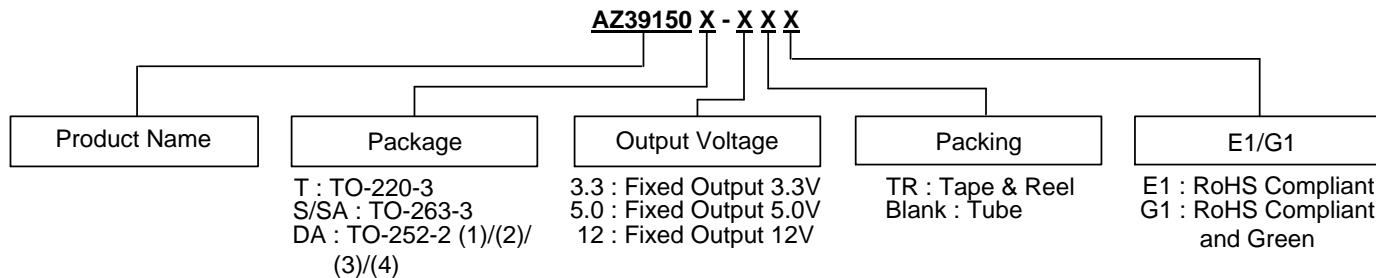 AZ39150 X - X X X
Product Name
Package
T : TO-220-3
S/SA : TO-263-3
DA : TO-252-2 (1)/(2)/
(3)/(4)
Output Voltage
3.3 : Fixed Output 3.3V
5.0 : Fixed Output 5.0V
12 : Fixed Output 12V
Packing
TR : Tape & Reel
Blank : Tube
E1/G1
E1 : RoHS Compliant
G1 : RoHS Compliant
and Green